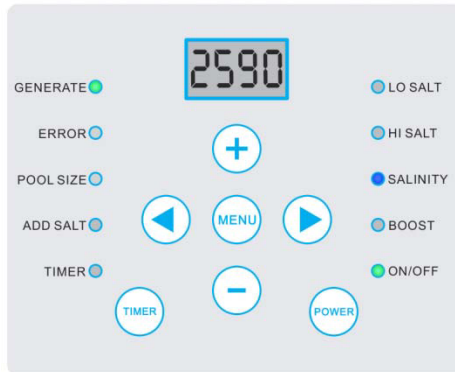 2590
GENERATE
LO SALT
ERROR
HI SALT
+
POOL SIZE
SALINITY
MENU
ADD SALT
BOOST
TIMER
ON/OFF
−
TIMER
POWER